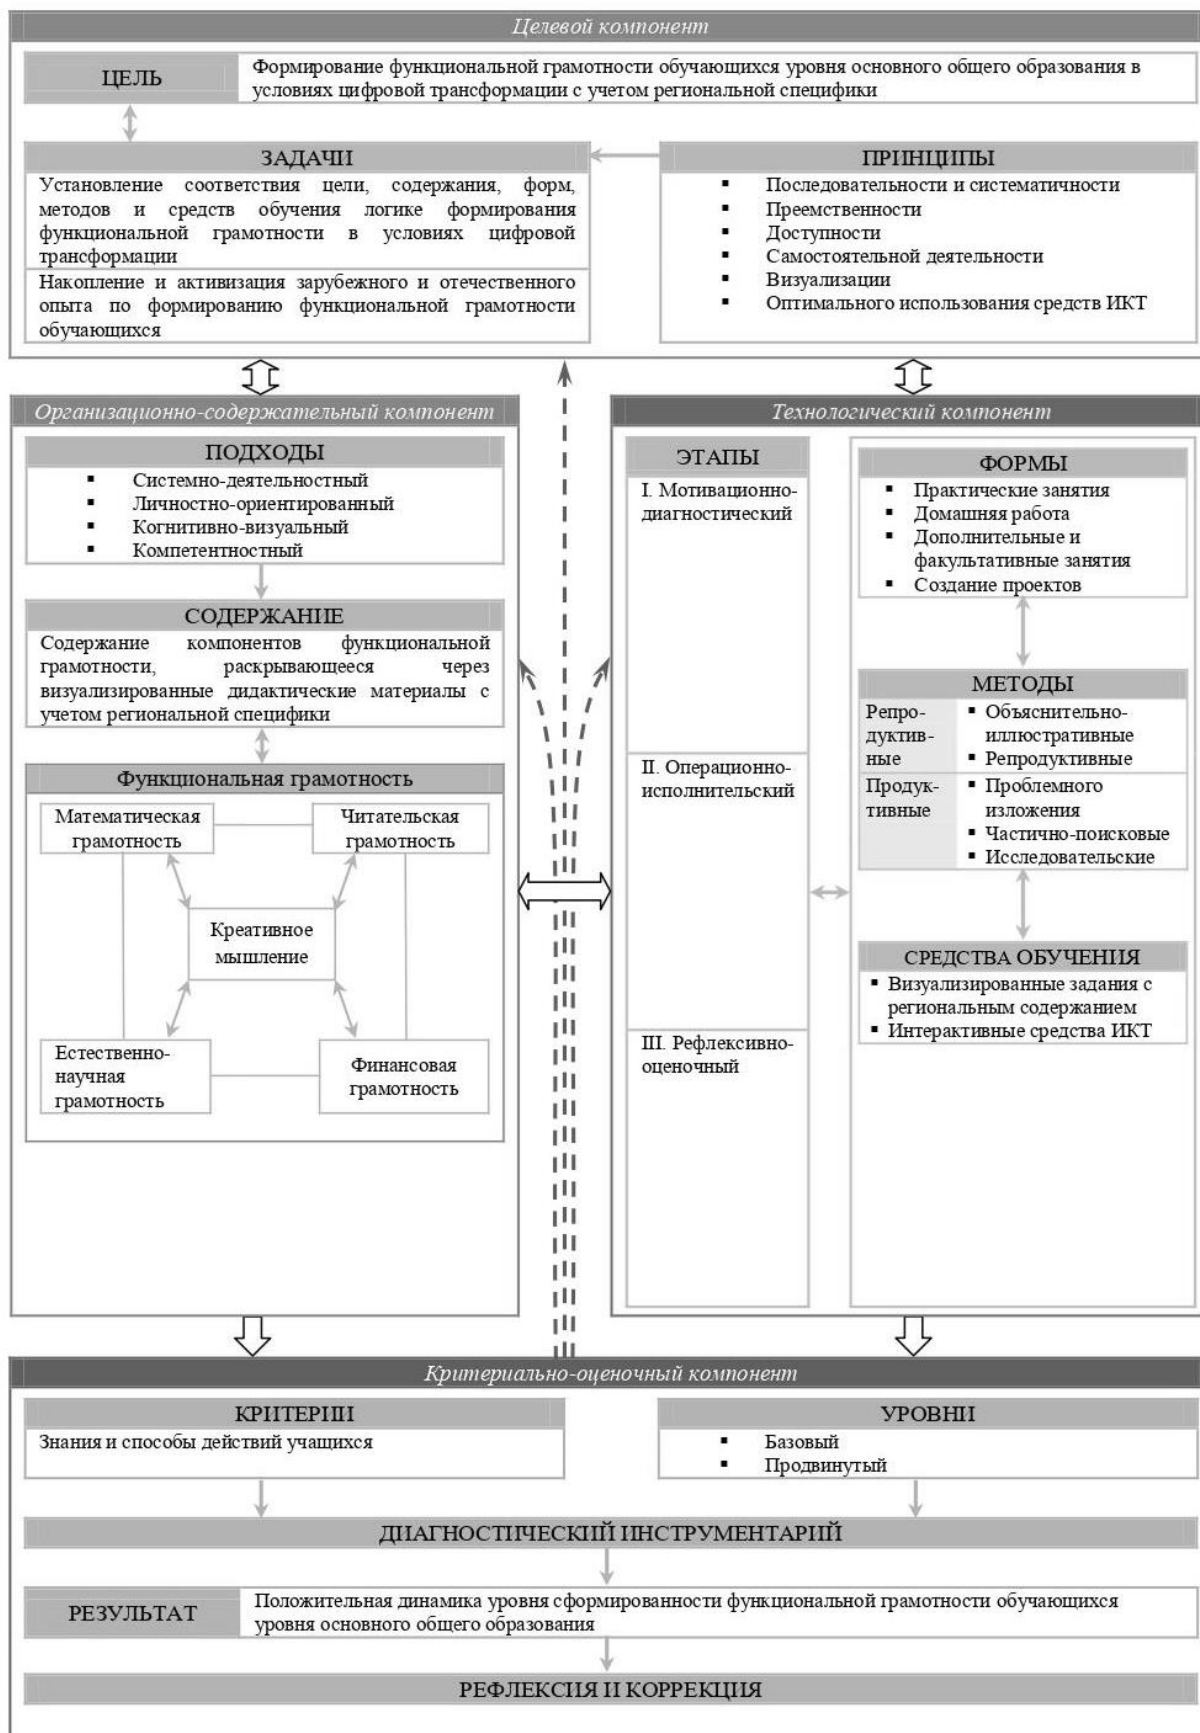 Целевой компонент
ЦЕЛЬ
Формирование функциональной грамотности обучающихся уровня основного общего образования в
условиях цифровой трансформации с учетом региональной специфики
ЗАДАЧИ
Установление соответствия цели, содержания, форм,
методов и средств обучения логике формирования
функциональной грамотности в условиях цифровой
трансформации
Накопление и активизация зарубежного и отечественного
опыта по формированию функциональной грамотности
обучающихся
ПРИНЦИПЫ
▪ Последовательности и систематичности
▪ Преемственности
▪ Доступности
▪ Самостоятельной деятельности
▪ Визуализации
▪ Оптимального использования средств ИКТ
Организационно-содержательный компонент
ПОДХОДЫ
▪ Системно-деятельностный
▪ Личностно-ориентированный
▪ Когнитивно-визуальный
▪ Компетентностный
СОДЕРЖАНИЕ
Содержание компонентов функциональной
грамотности, раскрывающееся через
визуализированные дидактические материалы с
учетом региональной специфики
Функциональная грамотность
Математическая
грамотность
Читательская
грамотность
Креативное
мышление
Естественно-
научная
грамотность
Финансовая
грамотность
Технологический компонент
ЭТАПЫ
I. Мотивационно-
диагностический
II. Операционно-
исполнительский
III. Рефлексивно-
оценочный
ФОРМЫ
▪ Практические занятия
▪ Домашняя работа
▪ Дополнительные и
факультативные занятия
▪ Создание проектов
МЕТОДЫ
Репро-
дуктив-
ные
▪ Объяснительно-
иллюстративные
▪ Репродуктивные
Продук-
тивные
▪ Проблемного
изложения
▪ Частично-поисковые
▪ Исследовательские
СРЕДСТВА ОБУЧЕНИЯ
▪ Визуализированные задания с
региональным содержанием
▪ Интерактивные средства ИКТ
Критериально-оценочный компонент
КРИТЕРИИ
Знания и способы действий учащихся
УРОВНИ
▪ Базовый
▪ Продвинутый
ДИАГНОСТИЧЕСКИЙ ИНСТРУМЕНТАРИЙ
РЕЗУЛЬТАТ
Положительная динамика уровня сформированности функциональной грамотности обучающихся
уровня основного общего образования
РЕФЛЕКСИЯ И КОРРЕКЦИЯ